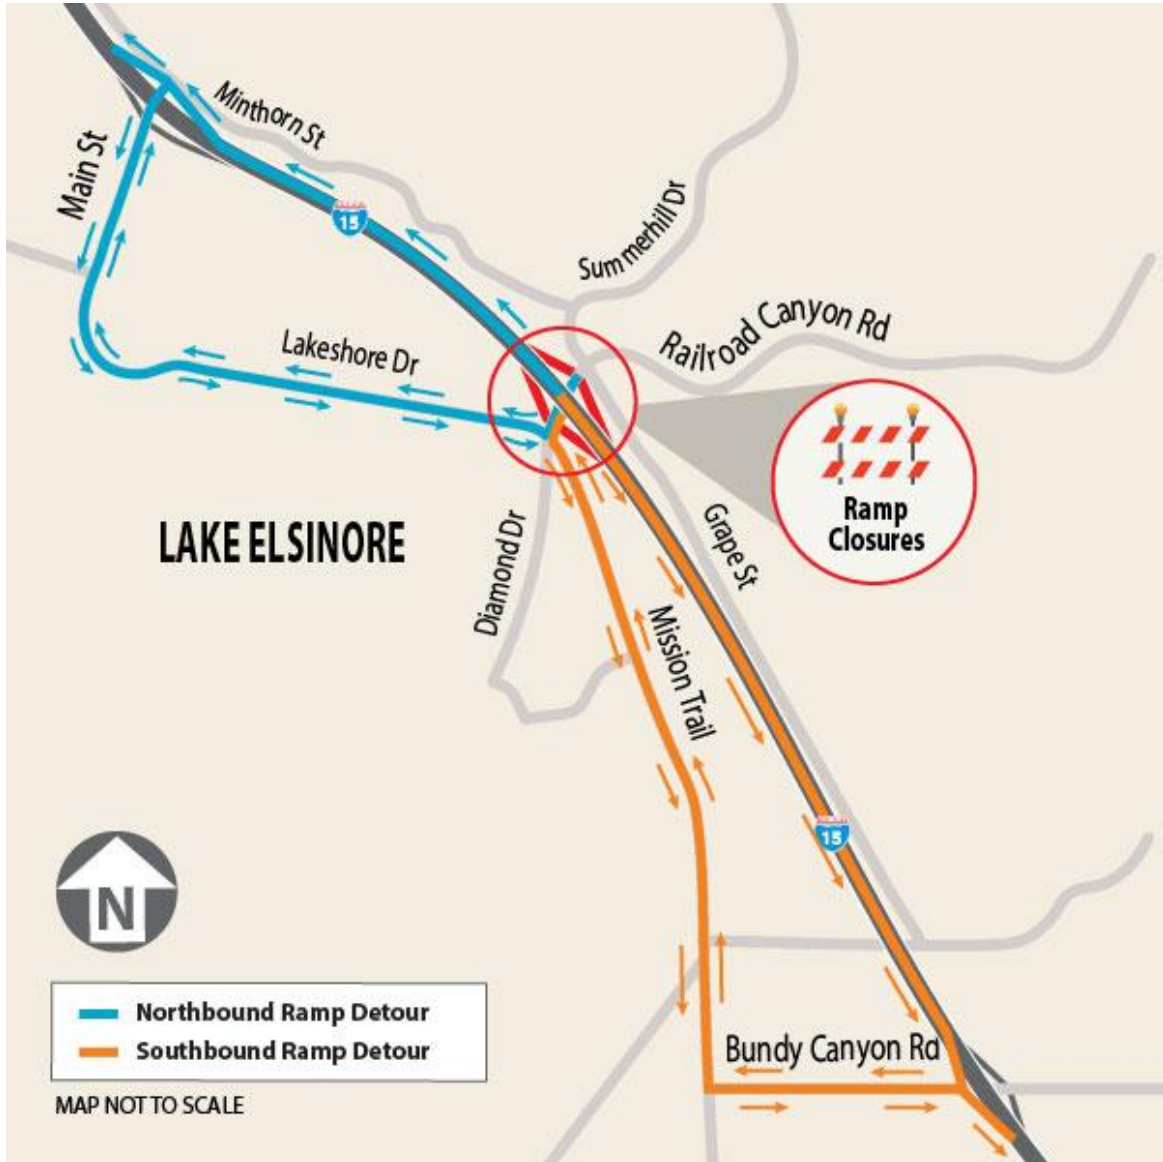 Minthorn St
Main St
15
Summerhill Dr
Railroad Canyon Rd
Lakeshore Dr
Ramp
Closures
LAKE ELSINORE
Diamond Dr
Grape St
Mission Trail
15
N
Northbound Ramp Detour
Southbound Ramp Detour
Bundy Canyon Rd
MAP NOT TO SCALE